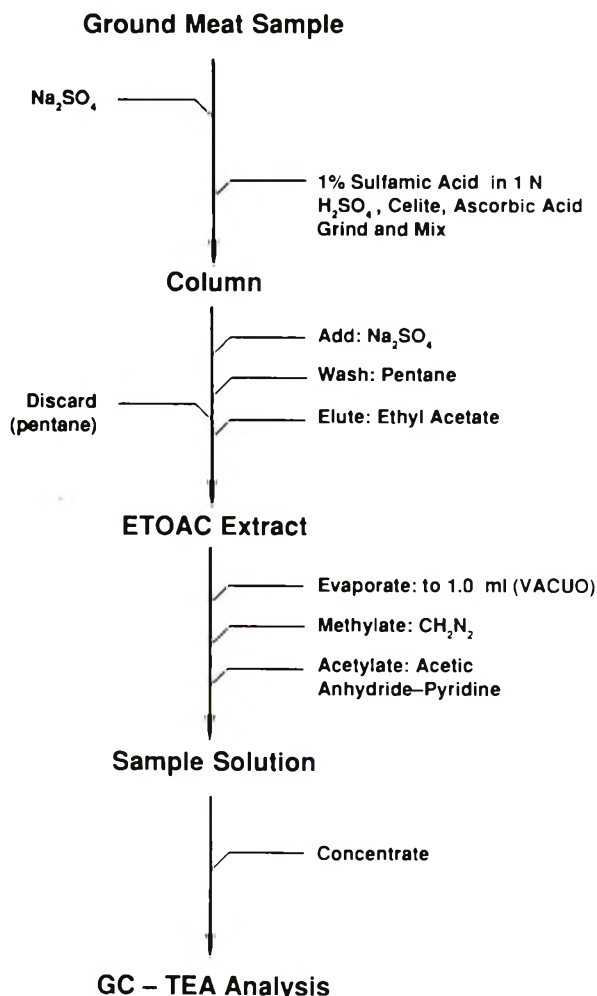 Ground Meat Sample
Na₂SO₄
1% Sulfamic Acid in 1 N
H₂SO₄, Celite, Ascorbic Acid
Grind and Mix
Column
Add: Na₂SO₄
Wash: Pentane
Discard
(pentane)
Elute: Ethyl Acetate
ETOAC Extract
Evaporate: to 1.0 ml (VACUO)
Methylate: CH₂N₂
Acetylate: Acetic
Anhydride–Pyridine
Sample Solution
Concentrate
GC – TEA Analysis